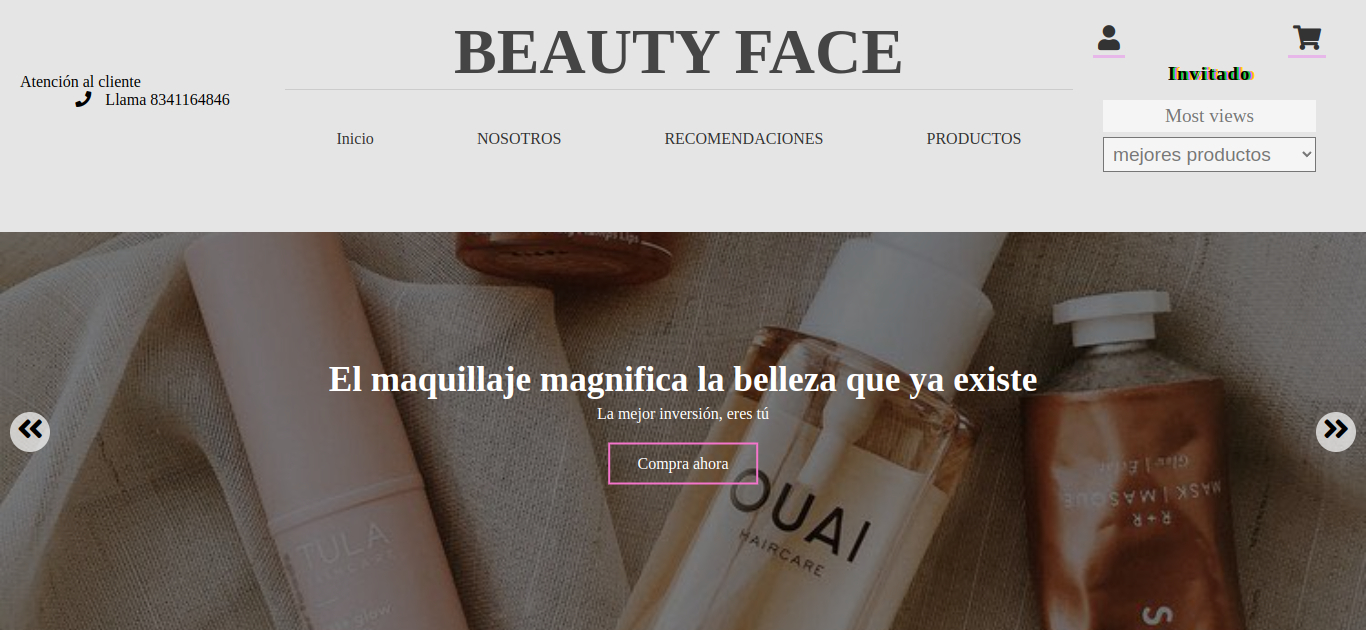 BEAUTY FACE
Atención al cliente
Llama 8341164846
Inicio
NOSOTROS
RECOMENDACIONES
PRODUCTOS
Invitado
Most views
mejores productos
El maquillaje magnifica la belleza que ya existe
La mejor inversión, eres tú
Compra ahora
TULA
SKINCARE
glow
OUAI
HAIRCARE
MASK | MASQUE
R+R
S